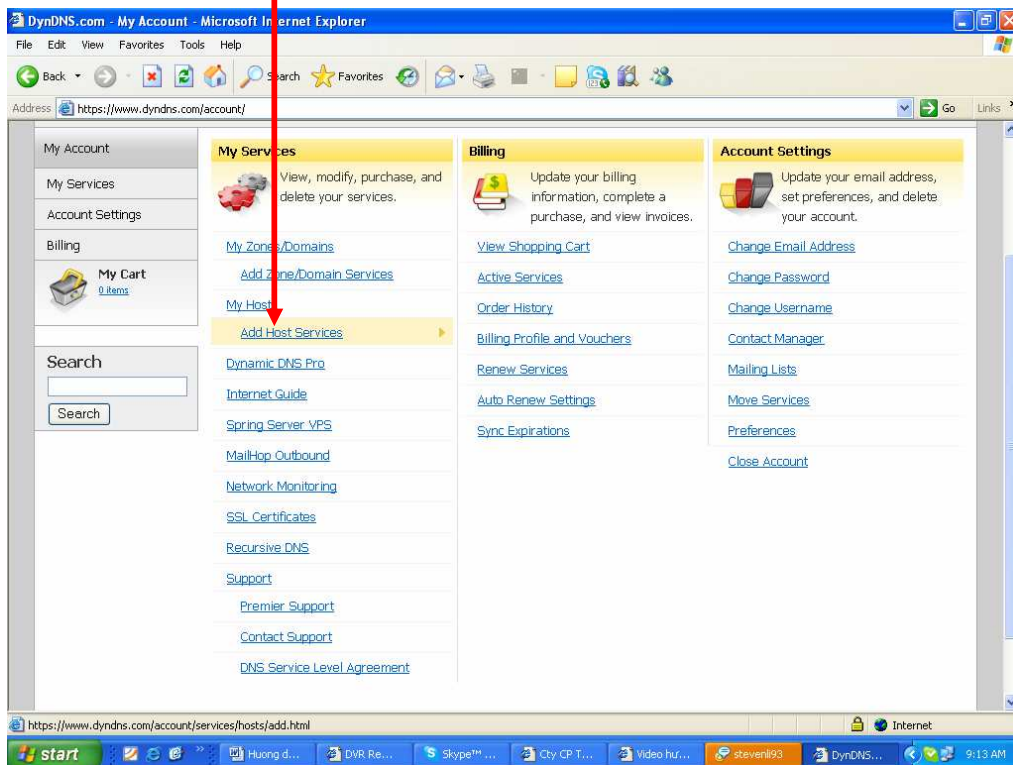 DynDNS.com - My Account - Microsoft Internet Explorer
File Edit View Favorites Tools Help
Back Search Favorites
Address https://www.dyndns.com/account/ Go Links
My Account
My Services
Account Settings
Billing
My Cart
0 items
Search
Search
My Services
View, modify, purchase, and
delete your services.
My Zones/Domains
Add Zone/Domain Services
My Hosts
Add Host Services
Dynamic DNS Pro
Internet Guide
Spring Server VPS
MailHop Outbound
Network Monitoring
SSL Certificates
Recursive DNS
Support
Premier Support
Contact Support
DNS Service Level Agreement
Billing
Update your billing
information, complete a
purchase, and view invoices.
View Shopping Cart
Active Services
Order History
Billing Profile and Vouchers
Renew Services
Auto Renew Settings
Sync Expirations
Account Settings
Update your email address,
set preferences, and delete
your account.
Change Email Address
Change Password
Change Username
Contact Manager
Mailing Lists
Move Services
Preferences
Close Account
https://www.dyndns.com/account/services/hosts/add.html Internet
start Huong d... DVR Re... Skype™ ... Cty CP T... Video hư... stevenli93 DynDNS... 9:13 AM